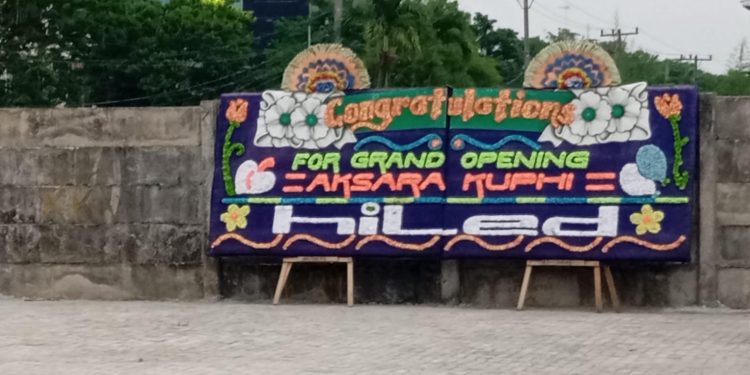 Congratulations
FOR GRAND OPENING
=AKSARA KUPHI=
hiLed